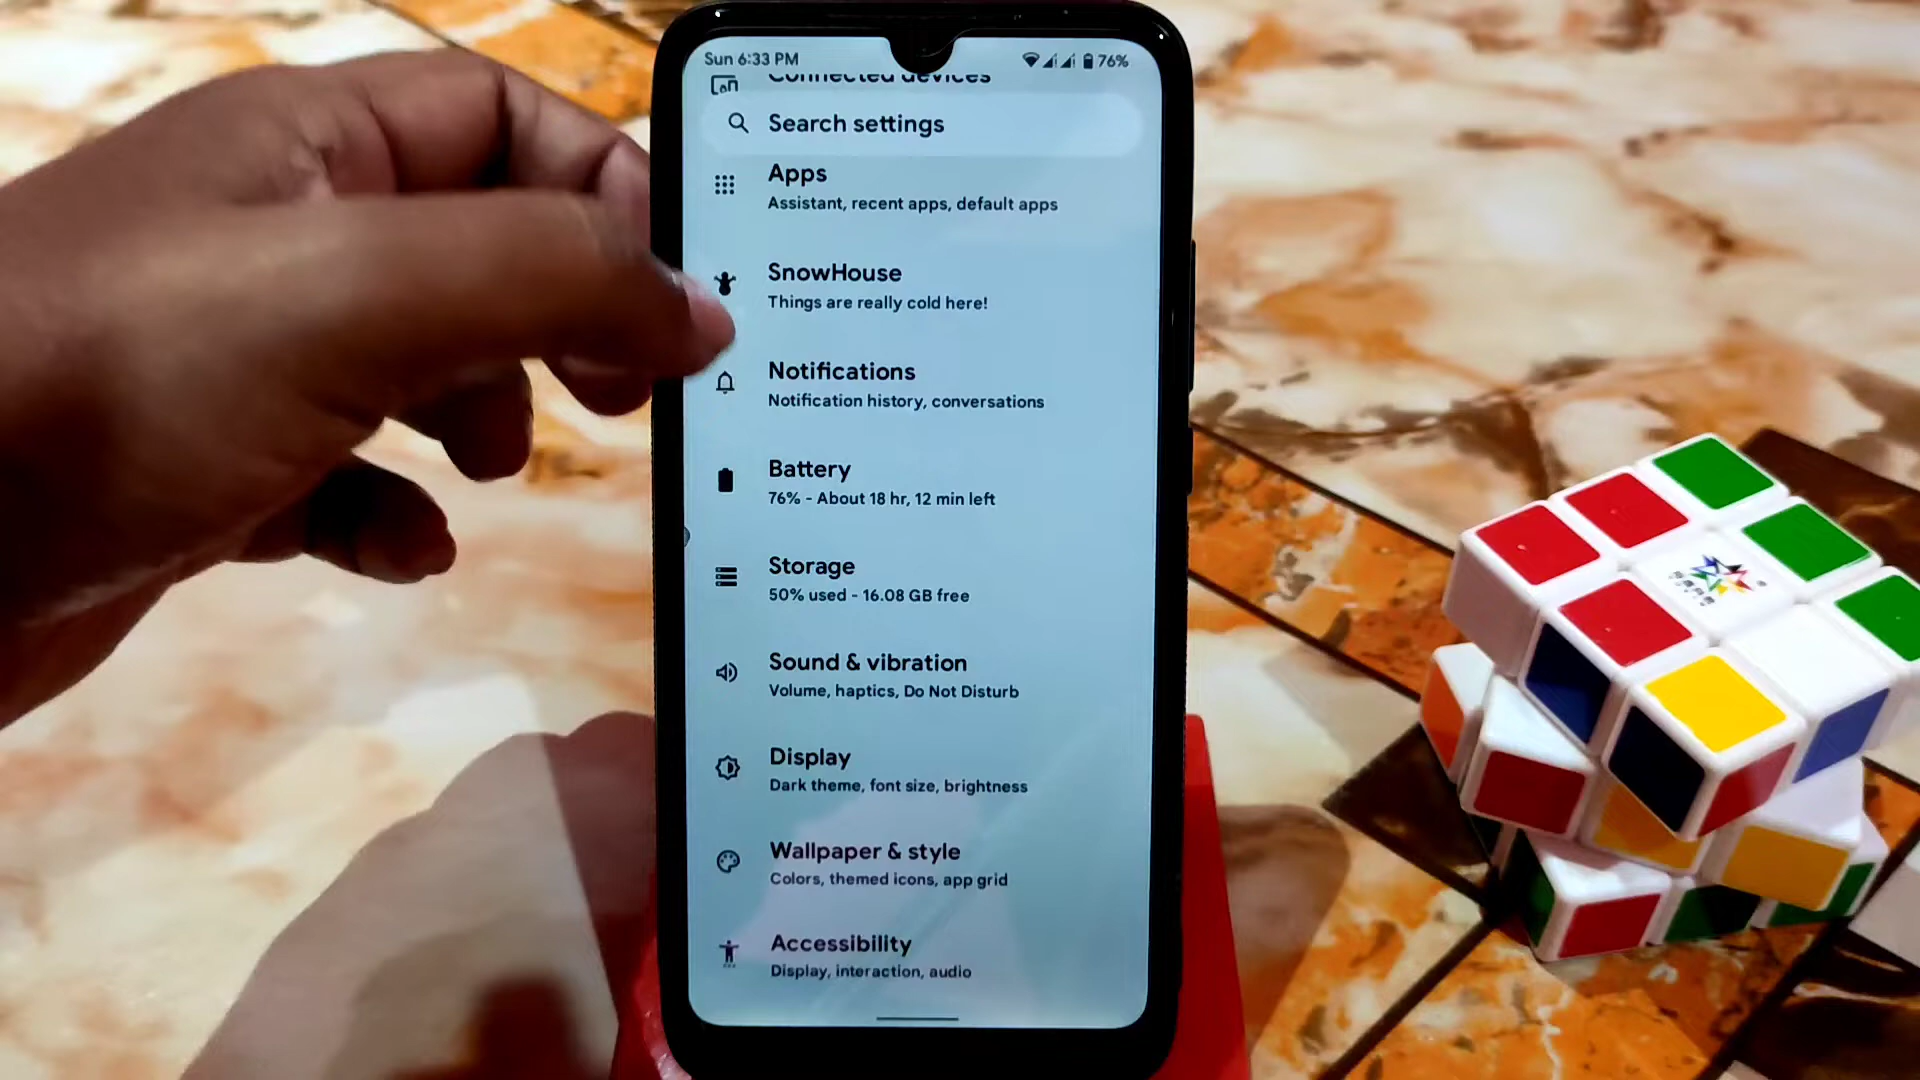 Sun 6:33 PM
76%
Connected devices
Search settings
Apps
Assistant, recent apps, default apps
SnowHouse
Things are really cold here!
Notifications
Notification history, conversations
Battery
76% - About 18 hr, 12 min left
Storage
50% used - 16.08 GB free
Sound & vibration
Volume, haptics, Do Not Disturb
Display
Dark theme, font size, brightness
Wallpaper & style
Colors, themed icons, app grid
Accessibility
Display, interaction, audio